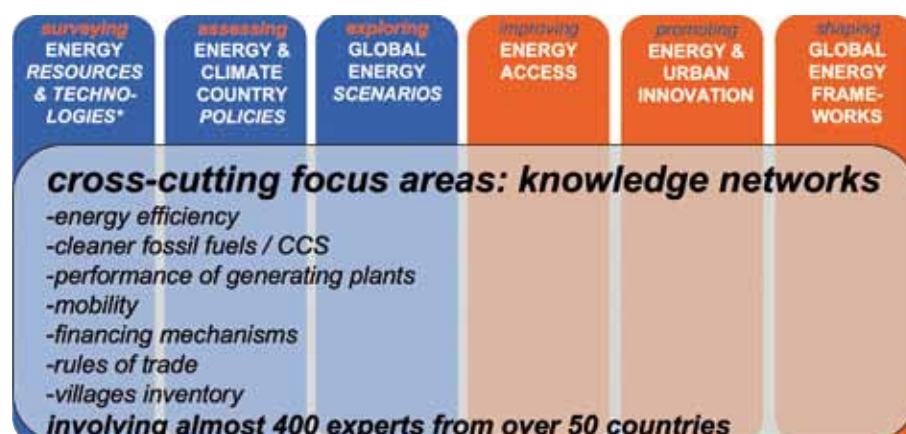 surveying
ENERGY
RESOURCES
& TECHNO-
LOGIES*
assessing
ENERGY &
CLIMATE
COUNTRY
POLICIES
exploring
GLOBAL
ENERGY
SCENARIOS
improving
ENERGY
ACCESS
promoting
ENERGY &
URBAN
INNOVATION
shaping
GLOBAL
ENERGY
FRAME-
WORKS
cross-cutting focus areas: knowledge networks
-energy efficiency
-cleaner fossil fuels / CCS
-performance of generating plants
-mobility
-financing mechanisms
-rules of trade
-villages inventory
involving almost 400 experts from over 50 countries